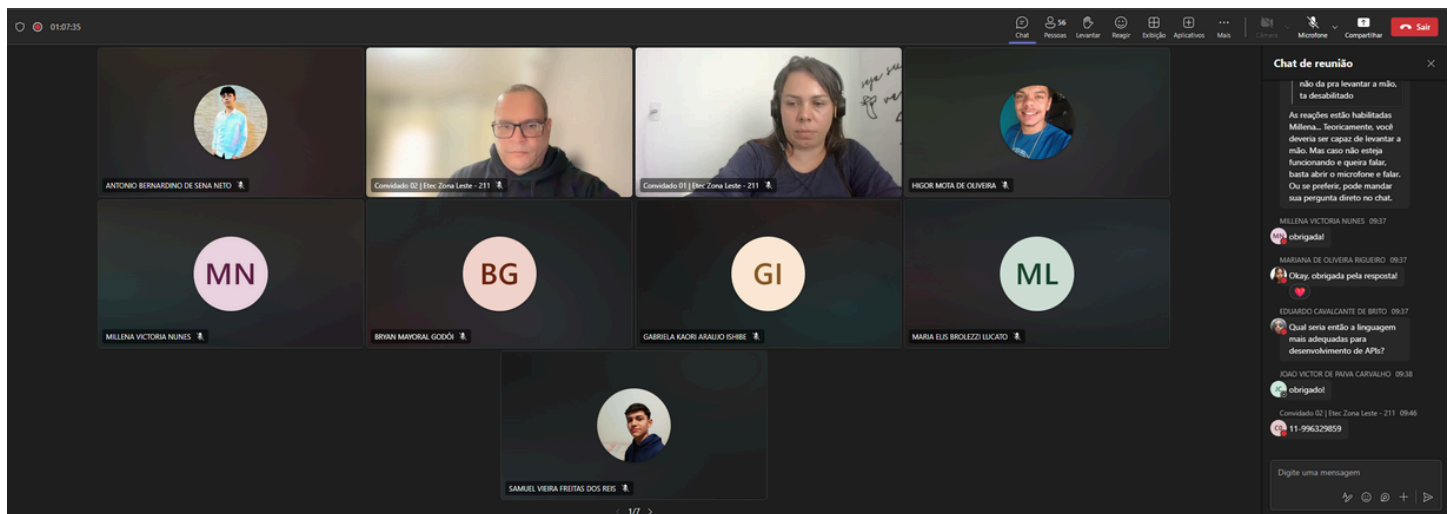 01:07:35
Chat
56
Pessoas
Levantar
Reagir
Exibição
Aplicativos
Mais
Câmera
Microfone
Compartilhar
Sair
ANTONIO BERNARDINO DE SENA NETO
Convidado 02 | Etec Zona Leste - 211
Convidado 01 | Etec Zona Leste - 211
HIGOR MOTA DE OLIVEIRA
MN
MILLENA VICTORIA NUNES
BG
BRYAN MAYORAL GODÓI
GI
GABRIELA KAORI ARAUJO ISHIBE
ML
MARIA ELIS BROLEZZI LUCATO
SAMUEL VIEIRA FREITAS DOS REIS
1/7
Chat de reunião
não da pra levantar a mão,
ta desabilitado
As reações estão habilitadas
Millena... Teoricamente, você
deveria ser capaz de levantar a
mão. Mas caso não esteja
funcionando e queira falar,
basta abrir o microfone e falar.
Ou se preferir, pode mandar
sua pergunta direto no chat.
MILLENA VICTORIA NUNES 09:37
MN
obrigada!
MARIANA DE OLIVEIRA RIGUEIRO 09:37
Okay, obrigada pela resposta!
EDUARDO CAVALCANTE DE BRITO 09:37
Qual seria então a linguagem
mais adequadas para
desenvolvimento de APIs?
JOAO VICTOR DE PAIVA CARVALHO 09:38
obrigado!
Convidado 02 | Etec Zona Leste - 211 09:46
11-996329859
Digite uma mensagem